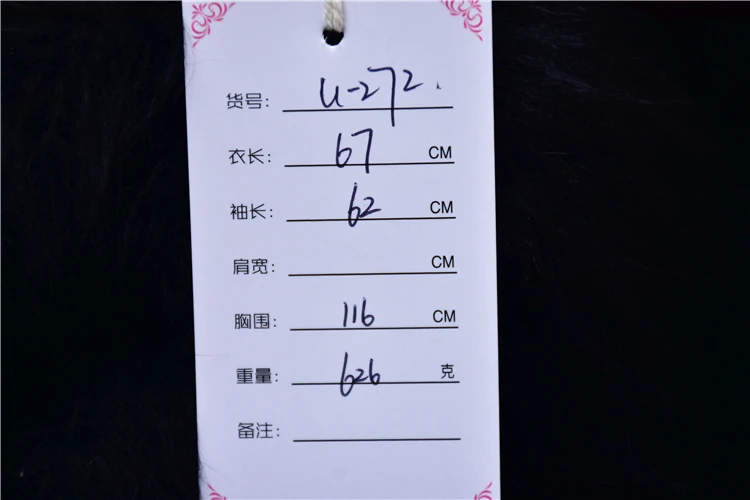 货号: U-272.
衣长: 67 CM
袖长: 62 CM
肩宽: CM
胸围: 116 CM
重量: 626 克
备注: